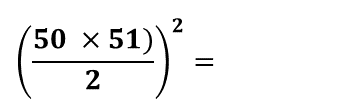 (50 × 51)
2
( )² =